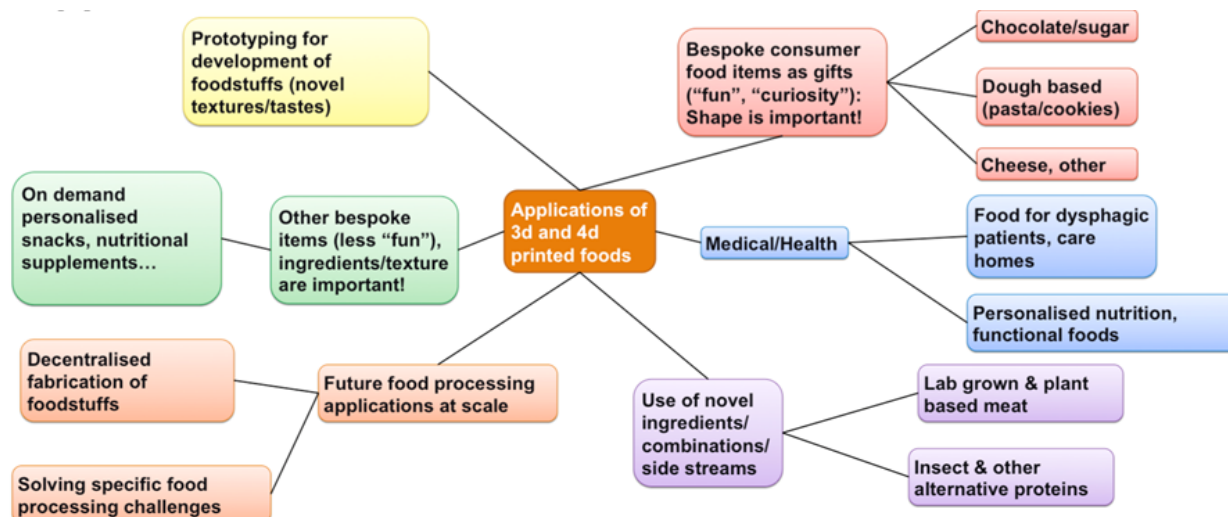 Prototyping for
development of
foodstuffs (novel
textures/tastes)
Bespoke consumer
food items as gifts
(“fun”, “curiosity”):
Shape is important!
Chocolate/sugar
Dough based
(pasta/cookies)
Cheese, other
On demand
personalised
snacks, nutritional
supplements…
Other bespoke
items (less “fun”),
ingredients/texture
are important!
Applications of
3d and 4d
printed foods
Medical/Health
Food for dysphagic
patients, care
homes
Personalised nutrition,
functional foods
Decentralised
fabrication of
foodstuffs
Future food processing
applications at scale
Solving specific food
processing challenges
Use of novel
ingredients/
combinations/
side streams
Lab grown & plant
based meat
Insect & other
alternative proteins